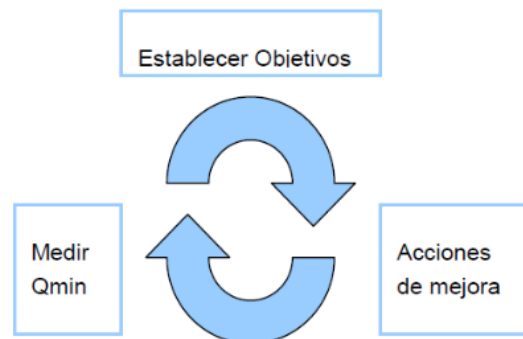 Establecer Objetivos
Medir
Qmin
Acciones
de mejora